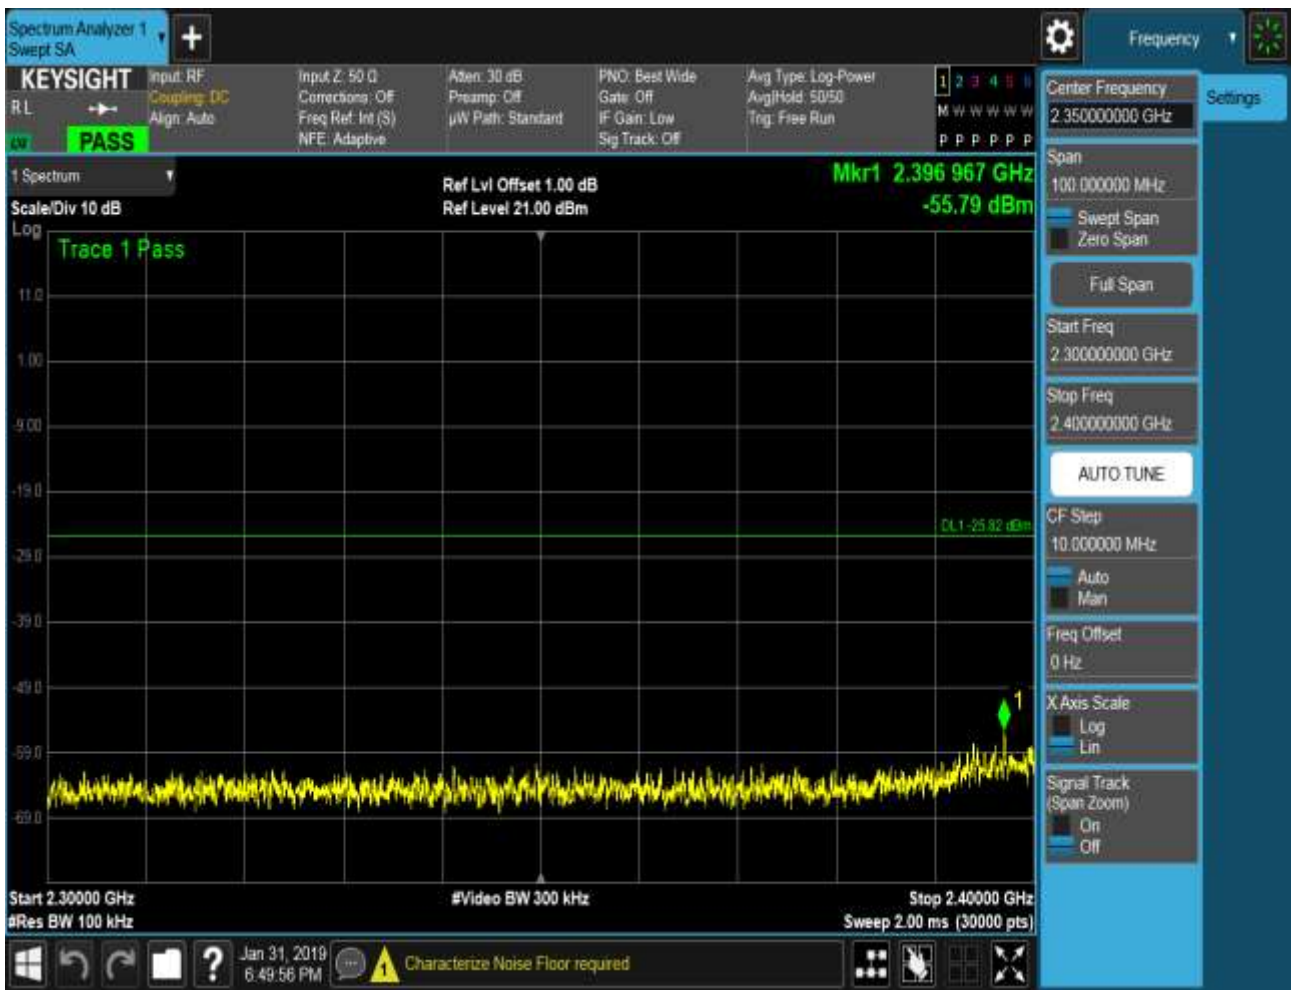 Spectrum Analyzer 1
Swept SA
+
Frequency
KEYSIGHT
R L
PASS
Input: RF
Coupling: DC
Align: Auto
Input Z: 50 Ω
Corrections: Off
Freq Ref: Int (S)
NFE: Adaptive
Atten: 30 dB
Preamp: Off
µW Path: Standard
PNO: Best Wide
Gate: Off
IF Gain: Low
Sig Track: Off
Avg Type: Log-Power
Avg|Hold: 50/50
Trig: Free Run
1 2 3 4 5 6
M W W W W W
P P P P P P
1 Spectrum
Scale/Div 10 dB
Log
Ref Lvl Offset 1.00 dB
Ref Level 21.00 dBm
Mkr1 2.396 967 GHz
-55.79 dBm
Trace 1 Pass
11.0
1.00
-9.00
-19.0
-29.0
-39.0
-49.0
-59.0
-69.0
DL1 -25.82 dBm
1
Start 2.30000 GHz
#Res BW 100 kHz
#Video BW 300 kHz
Stop 2.40000 GHz
Sweep 2.00 ms (30000 pts)
Center Frequency
2.350000000 GHz
Settings
Span
100.000000 MHz
Swept Span
Zero Span
Full Span
Start Freq
2.300000000 GHz
Stop Freq
2.400000000 GHz
AUTO TUNE
CF Step
10.000000 MHz
Auto
Man
Freq Offset
0 Hz
X Axis Scale
Log
Lin
Signal Track
(Span Zoom)
On
Off
?
Jan 31, 2019
6:49:56 PM
1
Characterize Noise Floor required